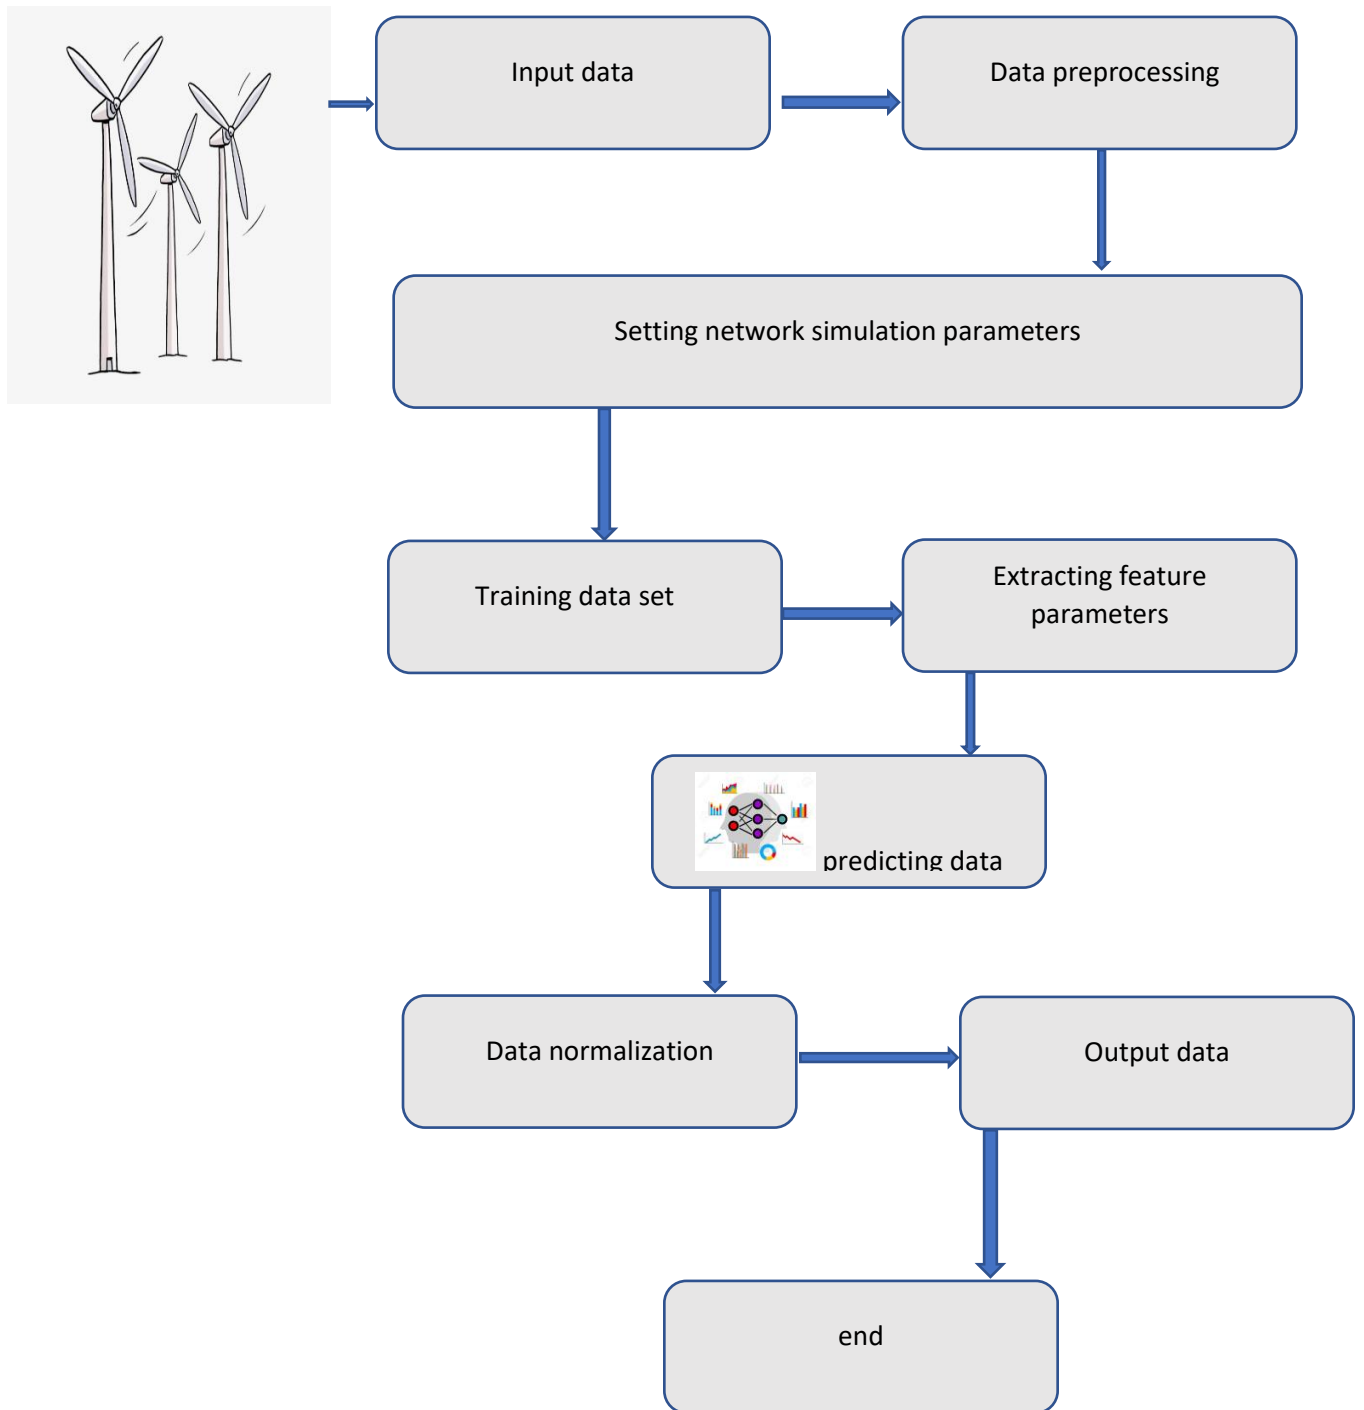 Input data
Data preprocessing
Setting network simulation parameters
Training data set
Extracting feature
parameters
predicting data
Data normalization
Output data
end